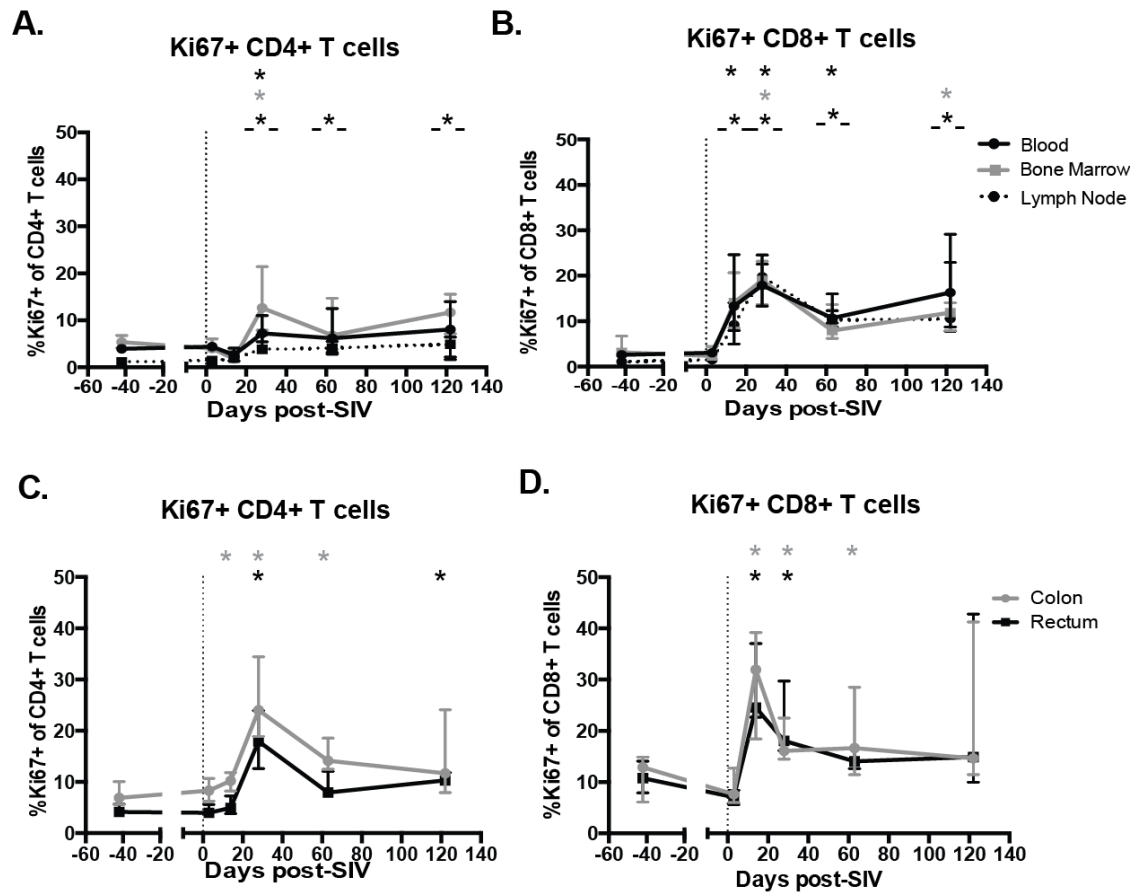 A.
Ki67+ CD4+ T cells
*
*
-*- -*- -*-
%Ki67+ of CD4+ T cells
50
40
30
20
10
0
-60 -40 -20 0 20 40 60 80 100 120 140
Days post-SIV
B.
Ki67+ CD8+ T cells
* * *
* *
-*- -*- -*- -*-
%Ki67+ of CD8+ T cells
50
40
30
20
10
0
-60 -40 -20 0 20 40 60 80 100 120 140
Days post-SIV
Blood
Bone Marrow
Lymph Node
C.
Ki67+ CD4+ T cells
* * *
* *
%Ki67+ of CD4+ T cells
50
40
30
20
10
0
-60 -40 -20 0 20 40 60 80 100 120 140
Days post-SIV
D.
Ki67+ CD8+ T cells
* * *
* *
%Ki67+ of CD8+ T cells
50
40
30
20
10
0
-60 -40 -20 0 20 40 60 80 100 120 140
Days post-SIV
Colon
Rectum